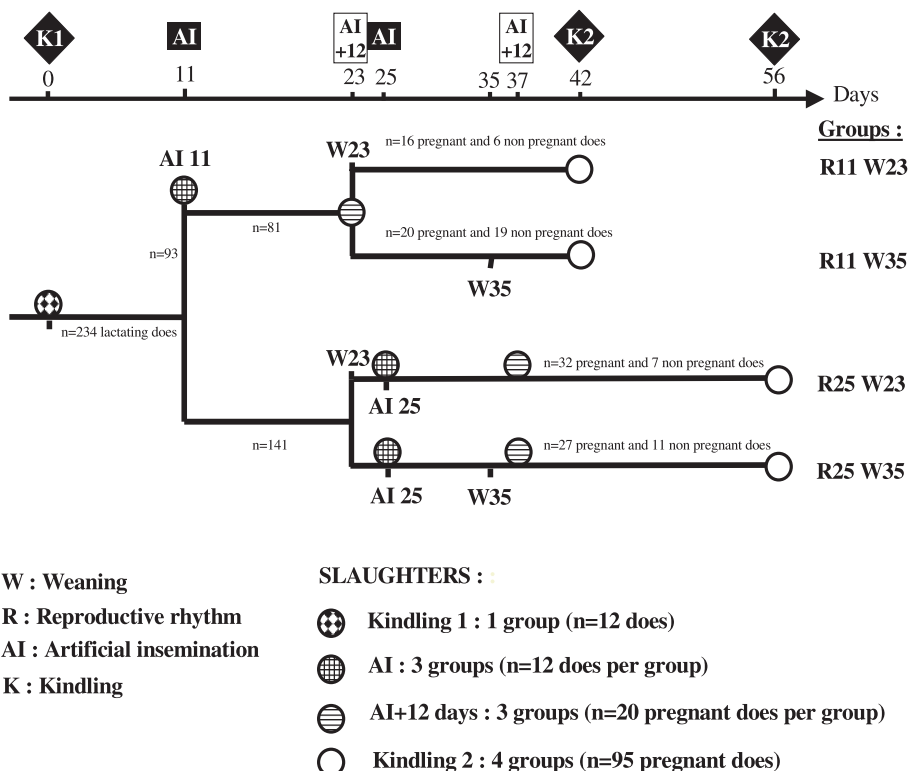 K1 AI AI +12 AI AI +12 K2 K2
0 11 23 25 35 37 42 56
Days
Groups :
AI 11
W23
n=16 pregnant and 6 non pregnant does
R11 W23
n=81
n=93
n=20 pregnant and 19 non pregnant does
R11 W35
W35
n=234 lactating does
W23
n=32 pregnant and 7 non pregnant does
R25 W23
AI 25
n=141
n=27 pregnant and 11 non pregnant does
R25 W35
AI 25
W35
W : Weaning
R : Reproductive rhythm
AI : Artificial insemination
K : Kindling
SLAUGHTERS : :
Kindling 1 : 1 group (n=12 does)
AI : 3 groups (n=12 does per group)
AI+12 days : 3 groups (n=20 pregnant does per group)
Kindling 2 : 4 groups (n=95 pregnant does)